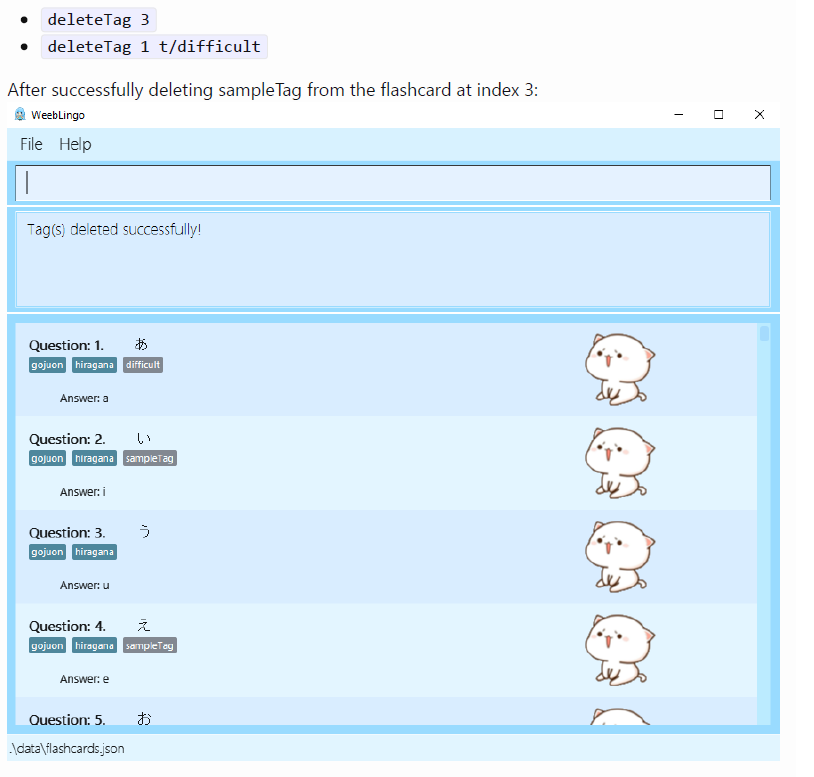 deleteTag 3
deleteTag 1 t/difficult
After successfully deleting sampleTag from the flashcard at index 3:
WeebLingo
File Help
Tag(s) deleted successfully!
Question: 1. あ
gojuon hiragana difficult
Answer: a
Question: 2. い
gojuon hiragana sampleTag
Answer: i
Question: 3. う
gojuon hiragana
Answer: u
Question: 4. え
gojuon hiragana sampleTag
Answer: e
Question: 5. お
.\data\flashcards.json